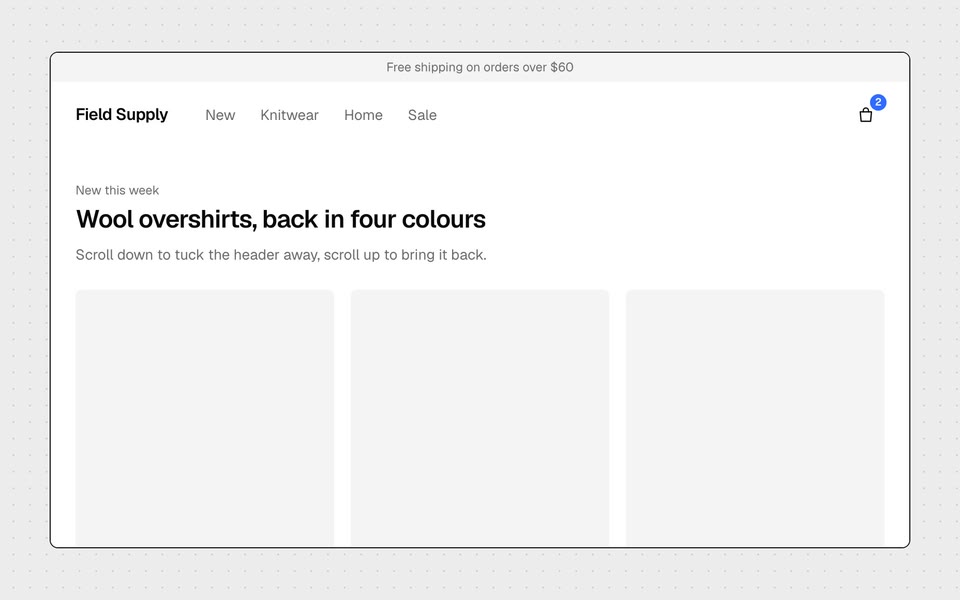 Free shipping on orders over $60
Field Supply New Knitwear Home Sale 2
New this week
Wool overshirts, back in four colours
Scroll down to tuck the header away, scroll up to bring it back.